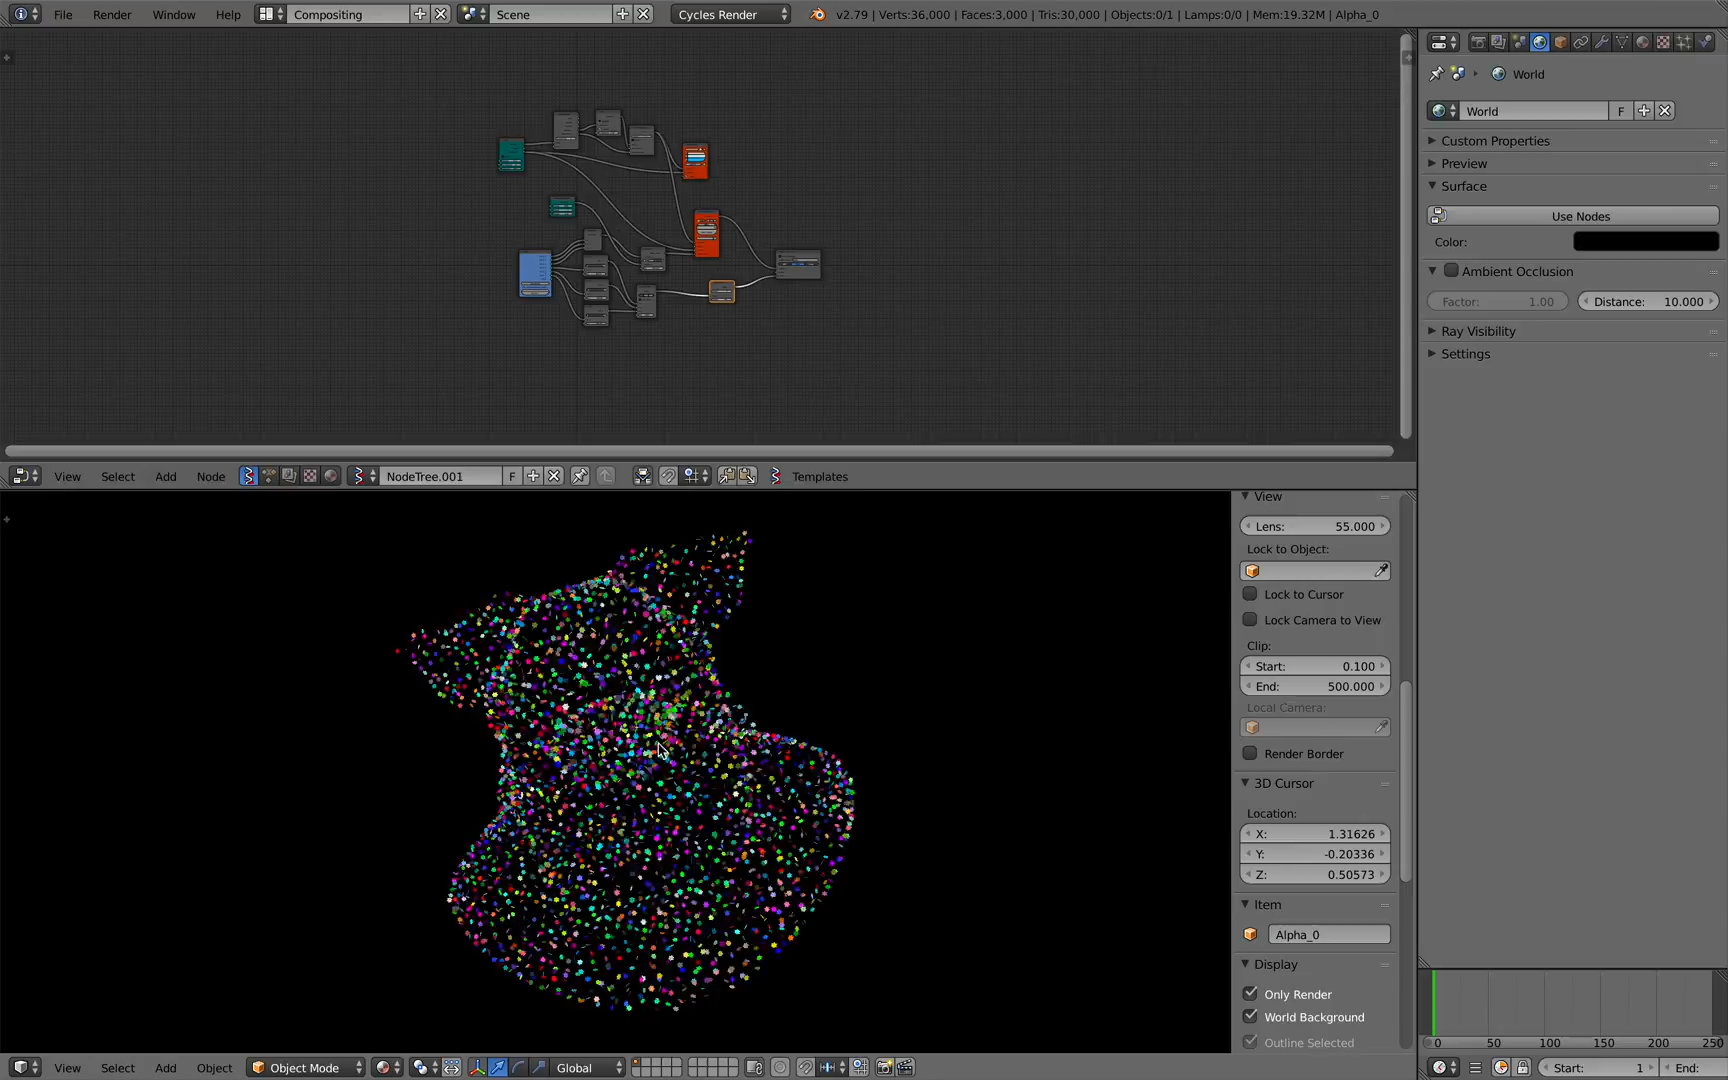 File Render Window Help Compositing Scene Cycles Render v2.79 | Verts:36,000 | Faces:3,000 | Tris:30,000 | Objects:0/1 | Lamps:0/0 | Mem:19.32M | Alpha_0
World
World F
Custom Properties
Preview
Surface
Use Nodes
Color:
Ambient Occlusion
Factor: 1.00 Distance: 10.000
Ray Visibility
Settings
View Select Add Node NodeTree.001 F Templates
View
Lens: 55.000
Lock to Object:
Lock to Cursor
Lock Camera to View
Clip:
Start: 0.100
End: 500.000
Local Camera:
Render Border
3D Cursor
Location:
X: 1.31626
Y: -0.20336
Z: 0.50573
Item
Alpha_0
Display
Only Render
World Background
Outline Selected
0 50 100 150 200 250
View Select Add Object Object Mode Global
Start: 1 End: